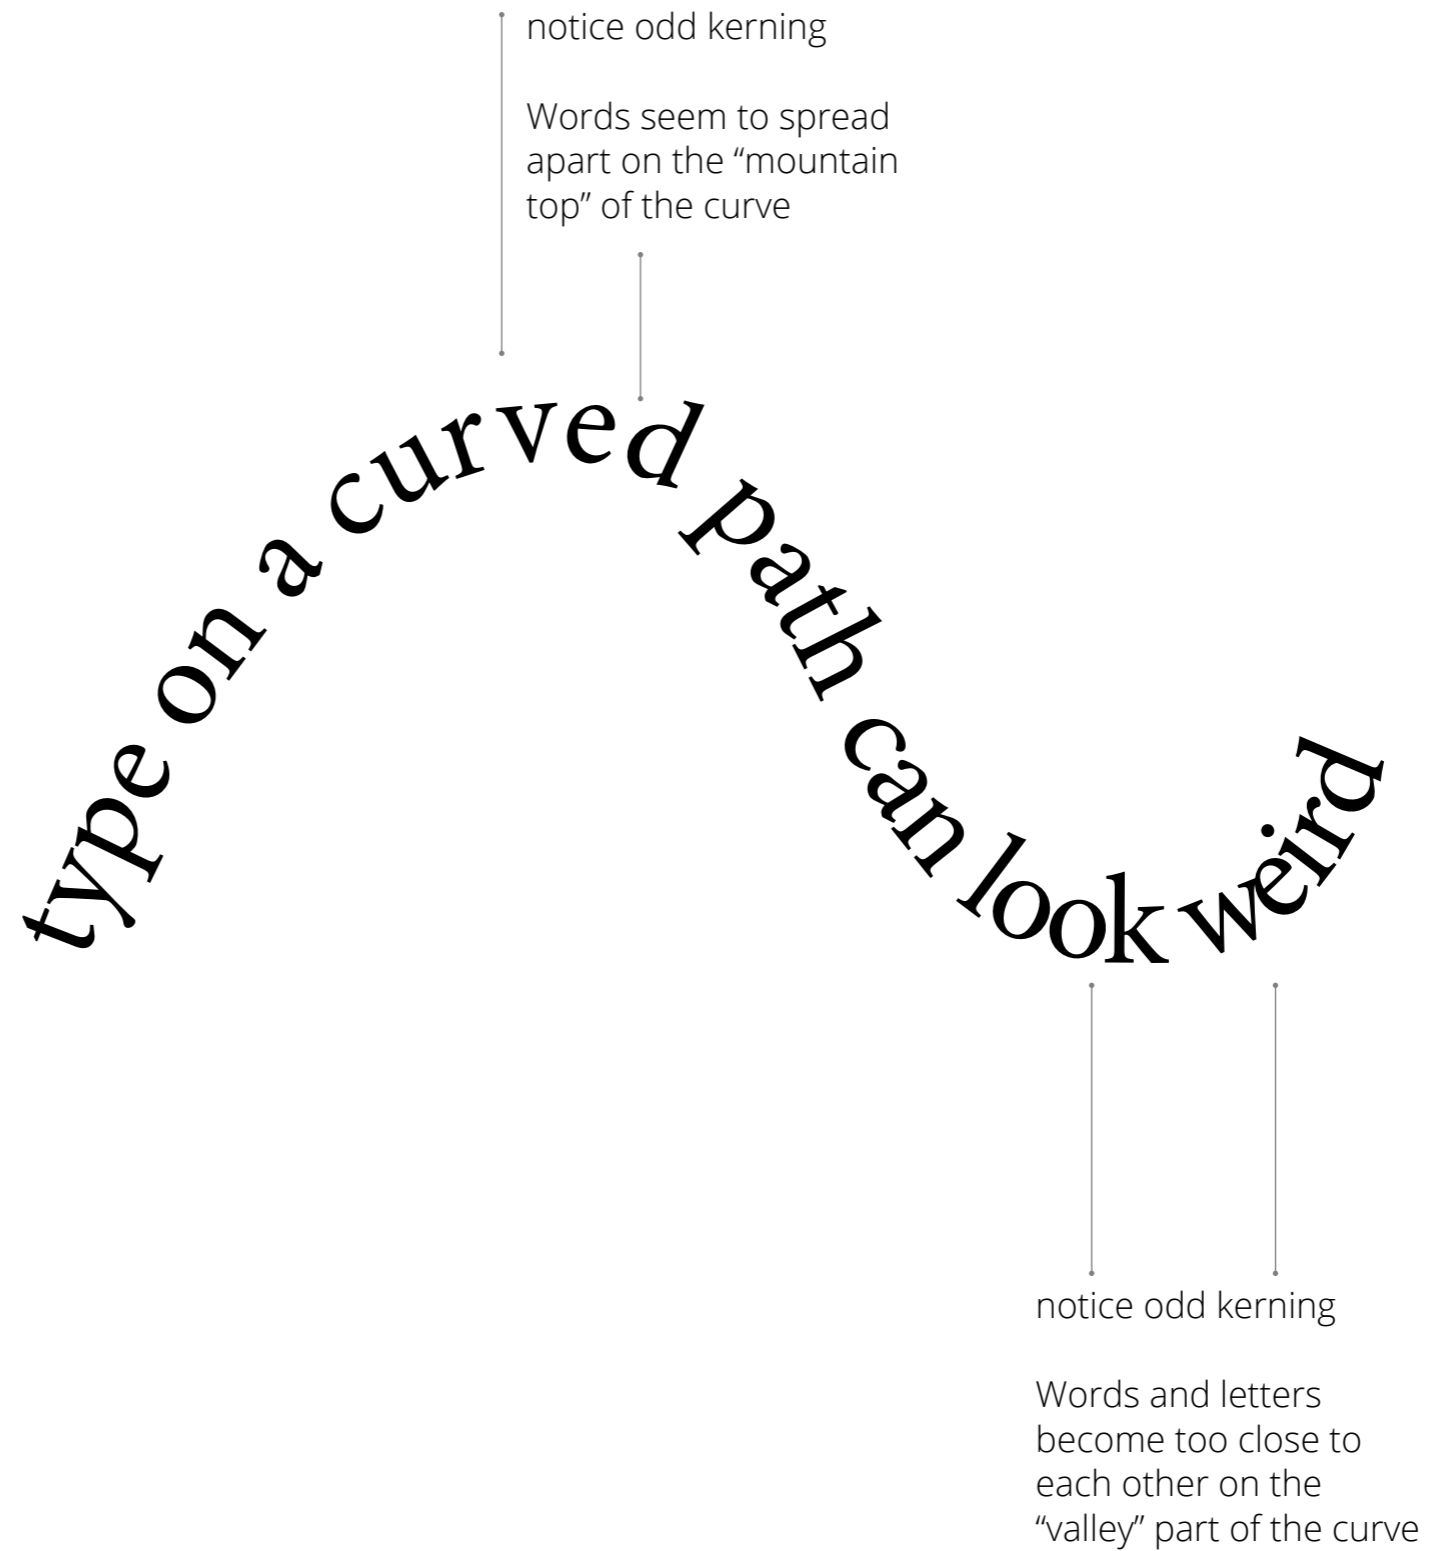 notice odd kerning
Words seem to spread
apart on the “mountain
top” of the curve
type on a curved path can look weird
notice odd kerning
Words and letters
become too close to
each other on the
“valley” part of the curve